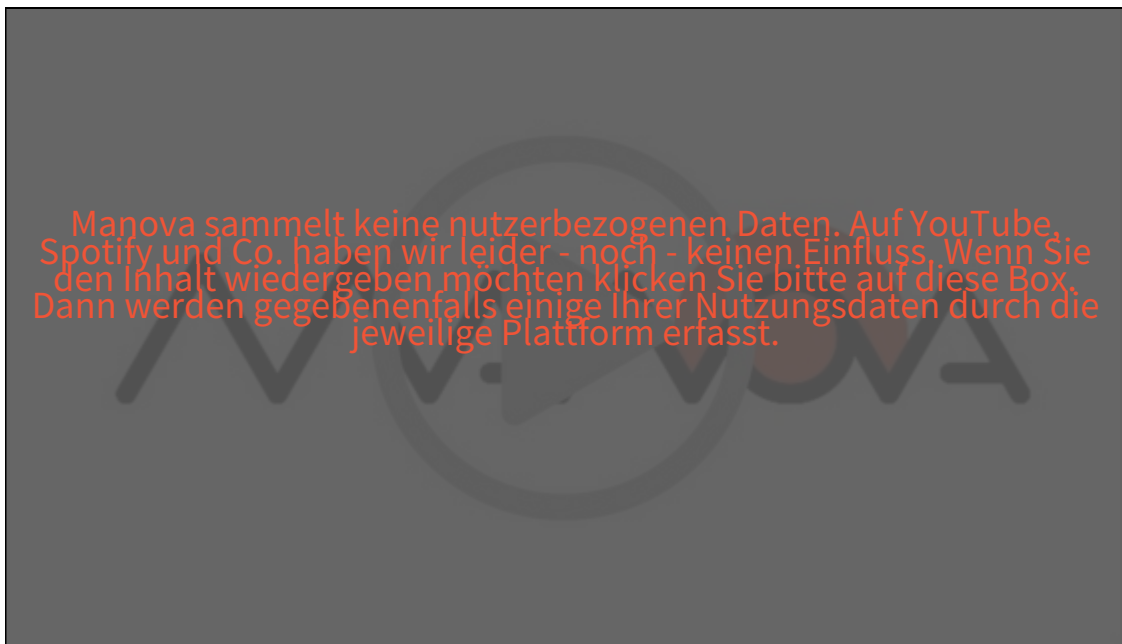 Manova sammelt keine nutzerbezogenen Daten. Auf YouTube,
Spotify und Co. haben wir leider - noch - keinen Einfluss. Wenn Sie
den Inhalt wiedergeben möchten klicken Sie bitte auf diese Box.
Dann werden gegebenenfalls einige Ihrer Nutzungsdaten durch die
jeweilige Plattform erfasst.
MANOVA